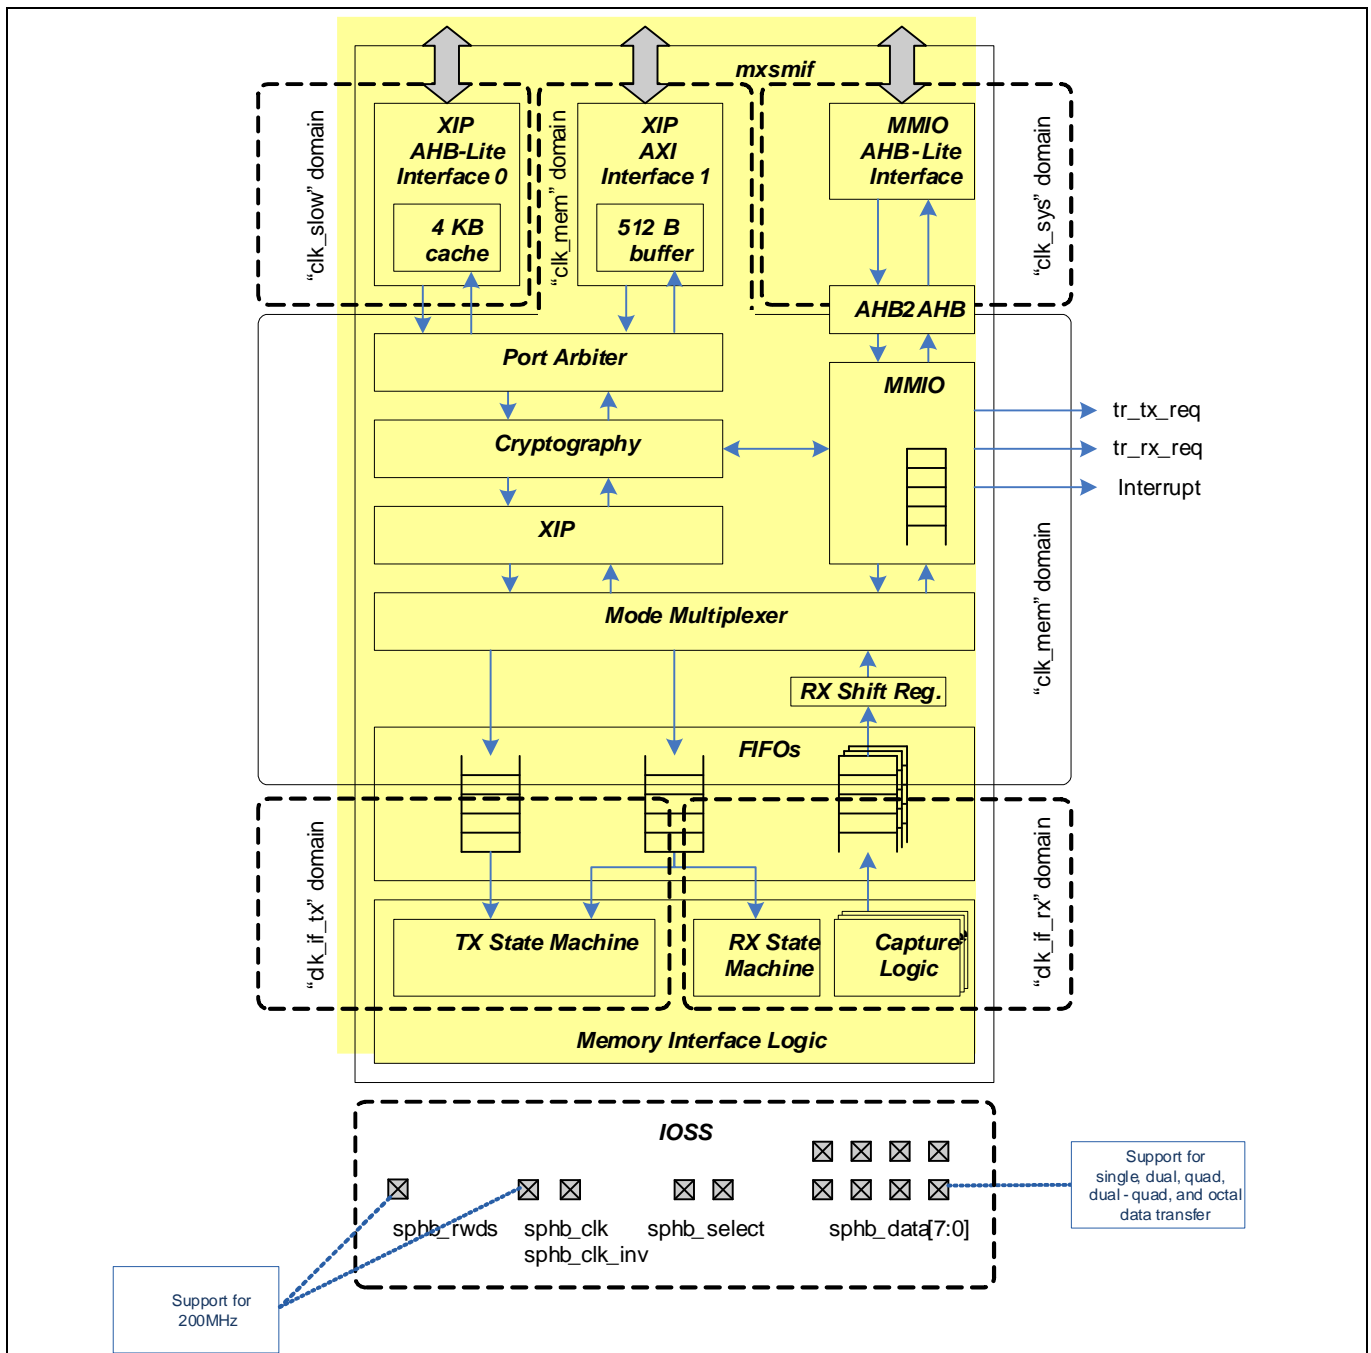 mxsmif
XIP
AHB-Lite
Interface 0
4 KB
cache
XIP
AXI
Interface 1
512 B
buffer
MMIO
AHB-Lite
Interface
"clk_slow" domain
"clk_mem" domain
"clk_sys" domain
AHB2AHB
Port Arbiter
MMIO
tr_tx_req
Cryptography
tr_rx_req
Interrupt
XIP
"clk_mem" domain
Mode Multiplexer
RX Shift Reg.
FIFOs
"clk_if_tx" domain
"clk_if_rx" domain
TX State Machine
RX State
Machine
Capture
Logic
Memory Interface Logic
IOSS
Support for
single, dual, quad,
dual-quad, and octal
data transfer
sphb_rwds
sphb_clk
sphb_clk_inv
sphb_select
sphb_data[7:0]
Support for
200MHz